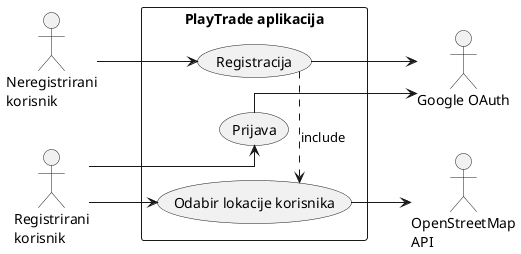 PlayTrade aplikacija
Neregistrirani
korisnik
Registracija
Google OAuth
Prijava
include
Registrirani
korisnik
Odabir lokacije korisnika
OpenStreetMap
API